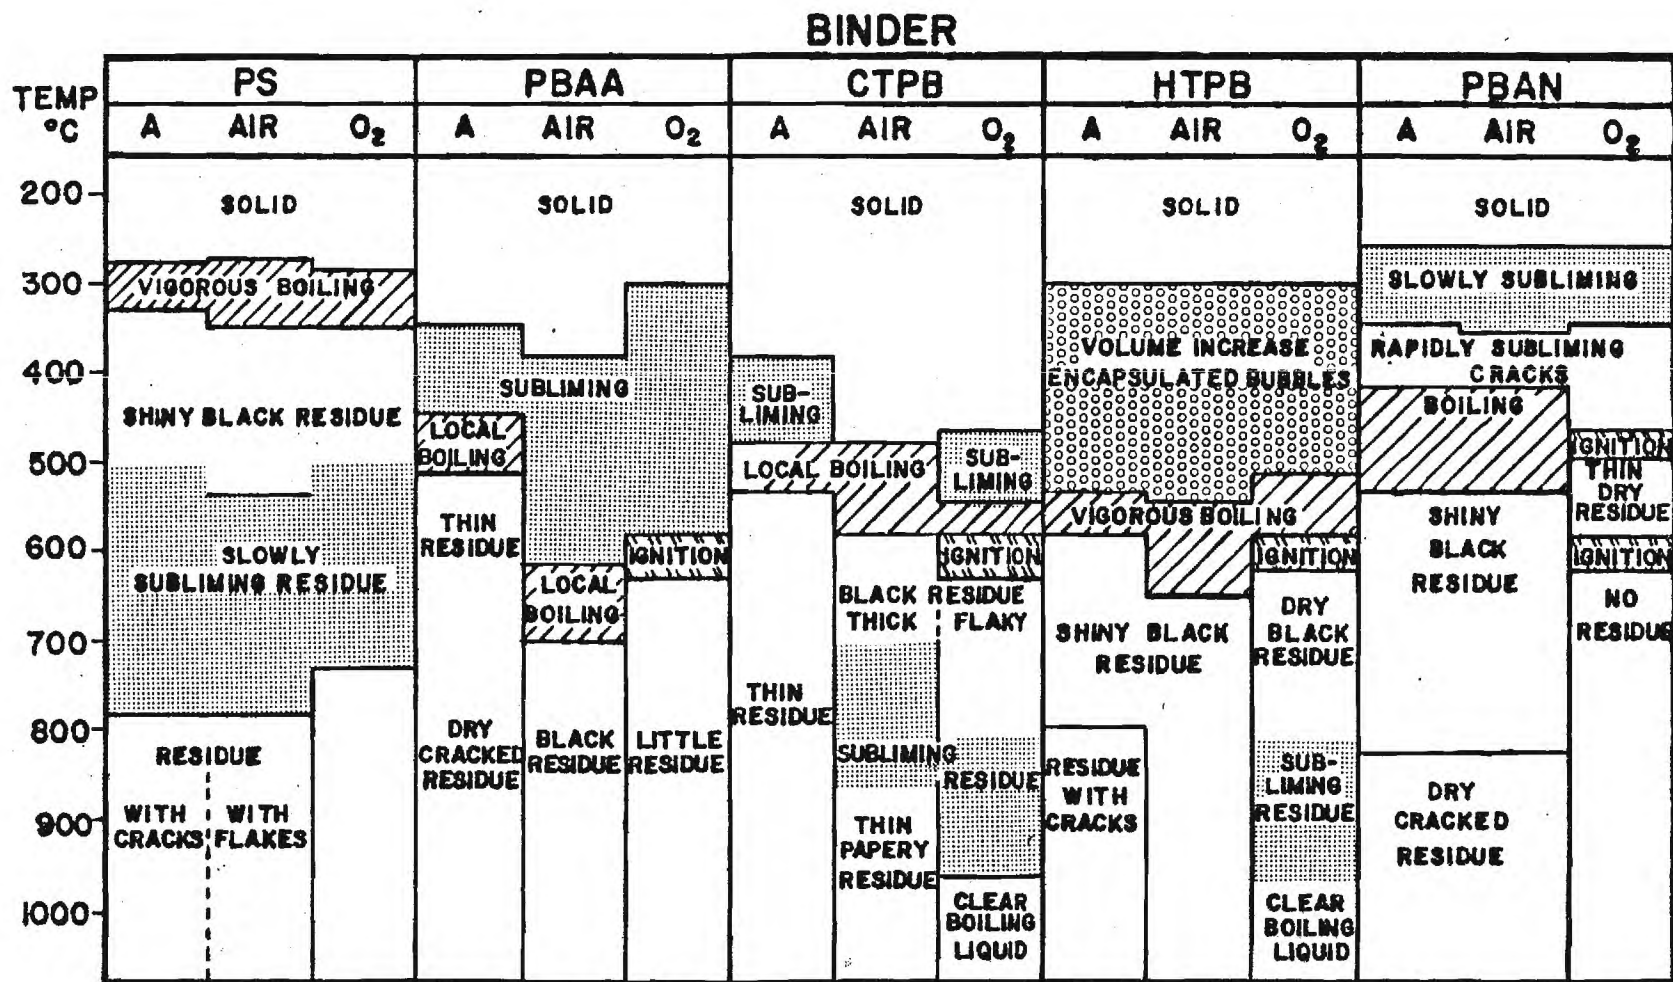 BINDER
TEMP °C
PS PBAA CTPB HTPB PBAN
A AIR O₂ A AIR O₂ A AIR O₂ A AIR O₂ A AIR O₂
200
300
400
500
600
700
800
900
1000
SOLID
VIGOROUS BOILING
SHINY BLACK RESIDUE
SLOWLY
SUBLIMING RESIDUE
RESIDUE
WITH
CRACKS
WITH
FLAKES
SOLID
SUBLIMING
LOCAL
BOILING
THIN
RESIDUE
DRY
CRACKED
RESIDUE
LOCAL
BOILING
BLACK
RESIDUE
IGNITION
LITTLE
RESIDUE
SOLID
SUB-
LIMING
LOCAL BOILING
THIN
RESIDUE
SUB-
LIMING
IGNITION
BLACK RESIDUE
THICK FLAKY
SUBLIMING RESIDUE
THIN
PAPERY
RESIDUE
CLEAR
BOILING
LIQUID
SOLID
VOLUME INCREASE
ENCAPSULATED BUBBLES
VIGOROUS BOILING
SHINY BLACK
RESIDUE
RESIDUE
WITH
CRACKS
IGNITION
DRY
BLACK
RESIDUE
SUB-
LIMING
RESIDUE
CLEAR
BOILING
LIQUID
SOLID
SLOWLY SUBLIMING
RAPIDLY SUBLIMING
CRACKS
BOILING
SHINY
BLACK
RESIDUE
DRY
CRACKED
RESIDUE
IGNITION
THIN
DRY
RESIDUE
IGNITION
NO
RESIDUE